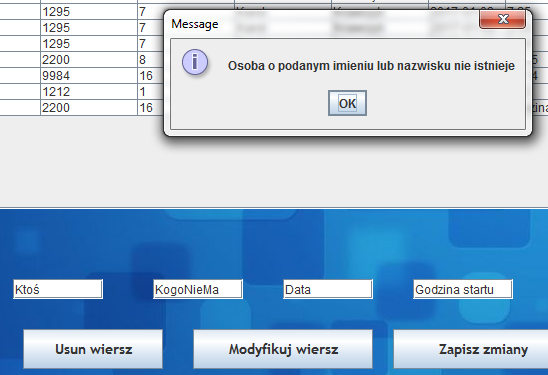 Message
Osoba o podanym imieniu lub nazwisku nie istnieje
OK
1295 7
1295 7
1295 7
2200 8
9984 16
1212 1
2200 16
Ktoś KogoNieMa Data Godzina startu
Usun wiersz Modyfikuj wiersz Zapisz zmiany